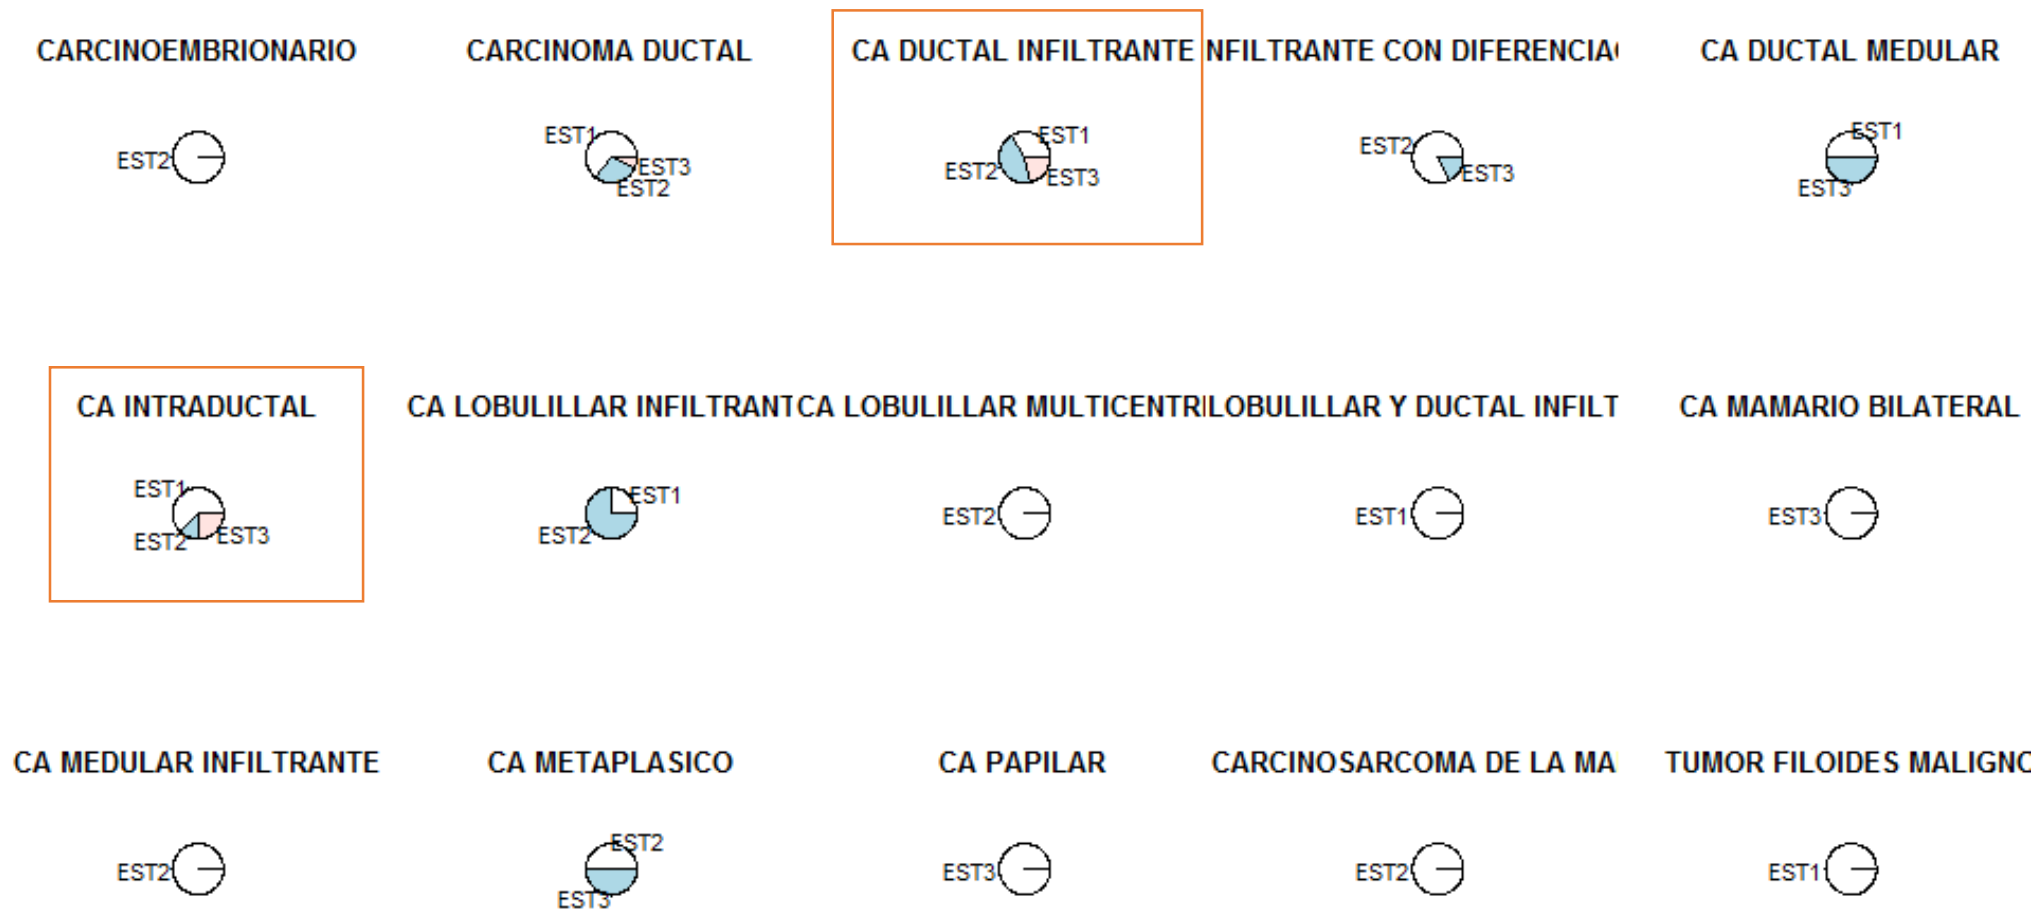 CARCINOEMBRIONARIO
CARCINOMA DUCTAL
CA DUCTAL INFILTRANTE
NFILTRANTE CON DIFERENCIA
CA DUCTAL MEDULAR
EST2
EST1
EST3
EST2
EST1
EST2
EST3
EST2
EST3
EST1
EST3
CA INTRADUCTAL
CA LOBULILLAR INFILTRANT
CA LOBULILLAR MULTICENTRI
LOBULILLAR Y DUCTAL INFILT
CA MAMARIO BILATERAL
EST1
EST2
EST3
EST1
EST2
EST2
EST1
EST3
CA MEDULAR INFILTRANTE
CA METAPLASICO
CA PAPILAR
CARCINOSARCOMA DE LA MA
TUMOR FILOIDES MALIGNO
EST2
EST2
EST3
EST3
EST2
EST1